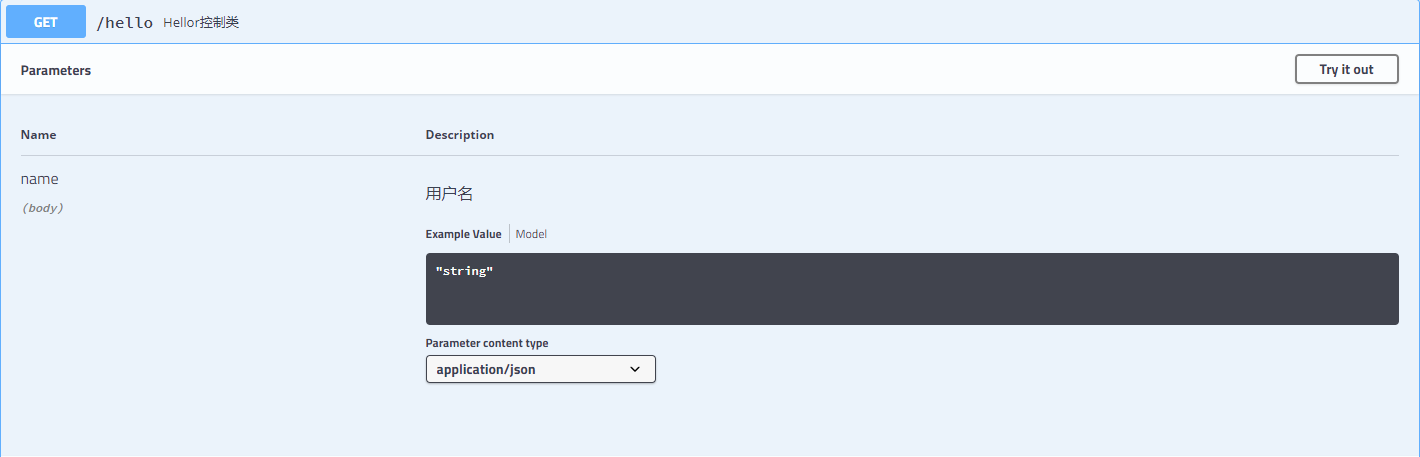 GET /hello Hellor控制类
Parameters Try it out
Name Description
name
(body)
用户名
Example Value Model
"string"
Parameter content type
application/json